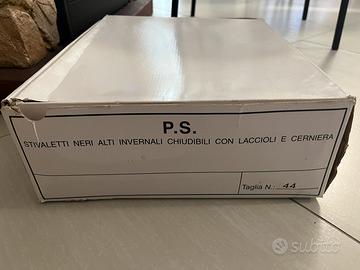 P.S.
STIVALETTI NERI ALTI INVERNALI CHIUDIBILI CON LACCIOLI E CERNIERA
Taglia N.: 44
subito